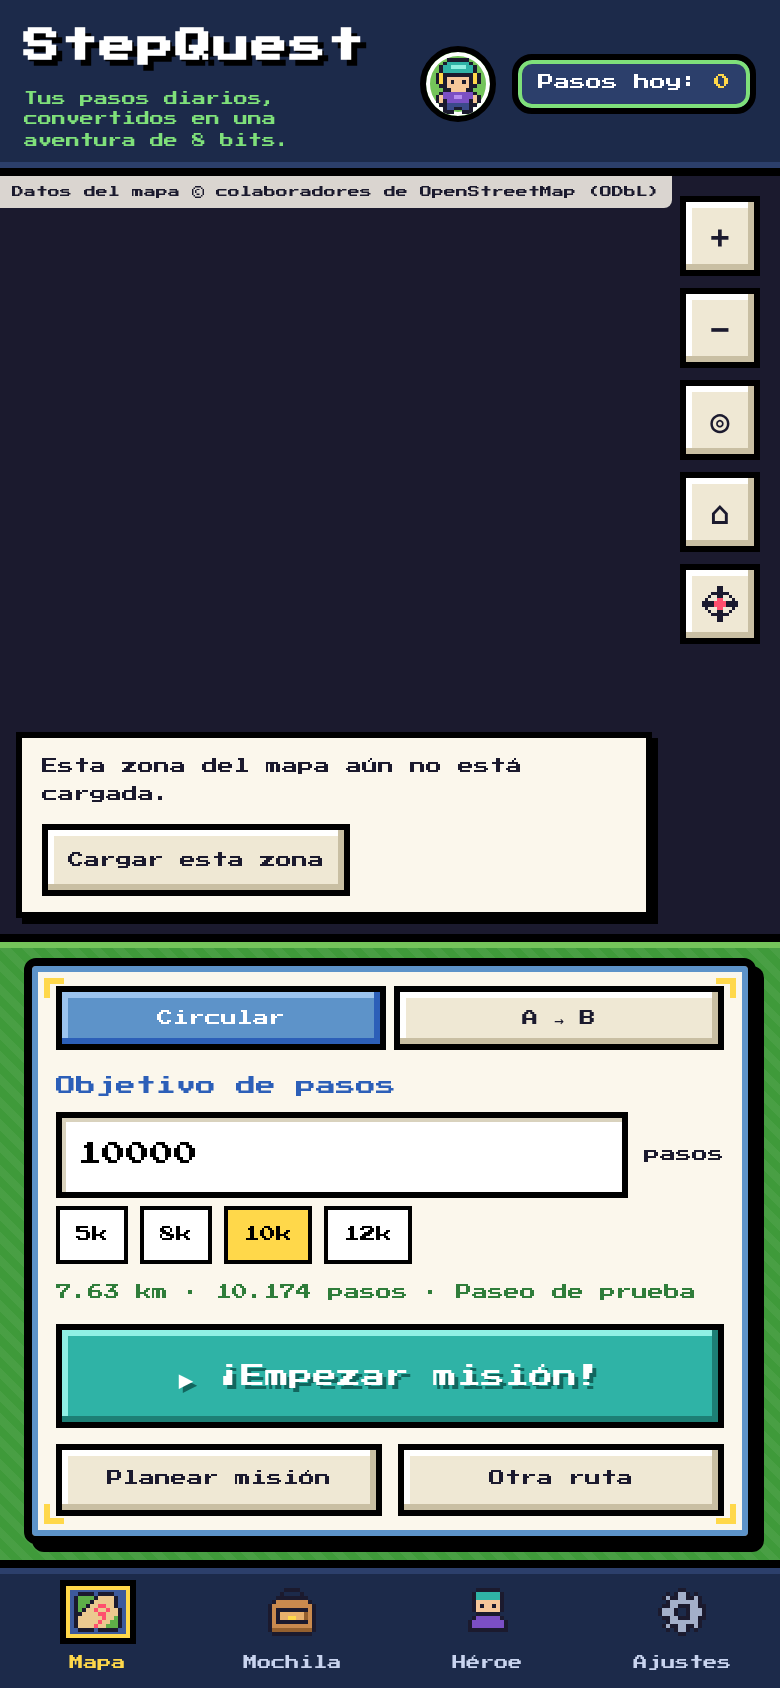 StepQuest
Tus pasos diarios,
convertidos en una
aventura de 8 bits.
Pasos hoy: 0
Datos del mapa © colaboradores de OpenStreetMap (ODbL)
+
−
◎
⌂
Esta zona del mapa aún no está
cargada.
Cargar esta zona
Circular
A → B
Objetivo de pasos
10000
pasos
5k
8k
10k
12k
7.63 km · 10.174 pasos · Paseo de prueba
▶ ¡Empezar misión!
Planear misión
Otra ruta
Mapa
Mochila
Héroe
Ajustes